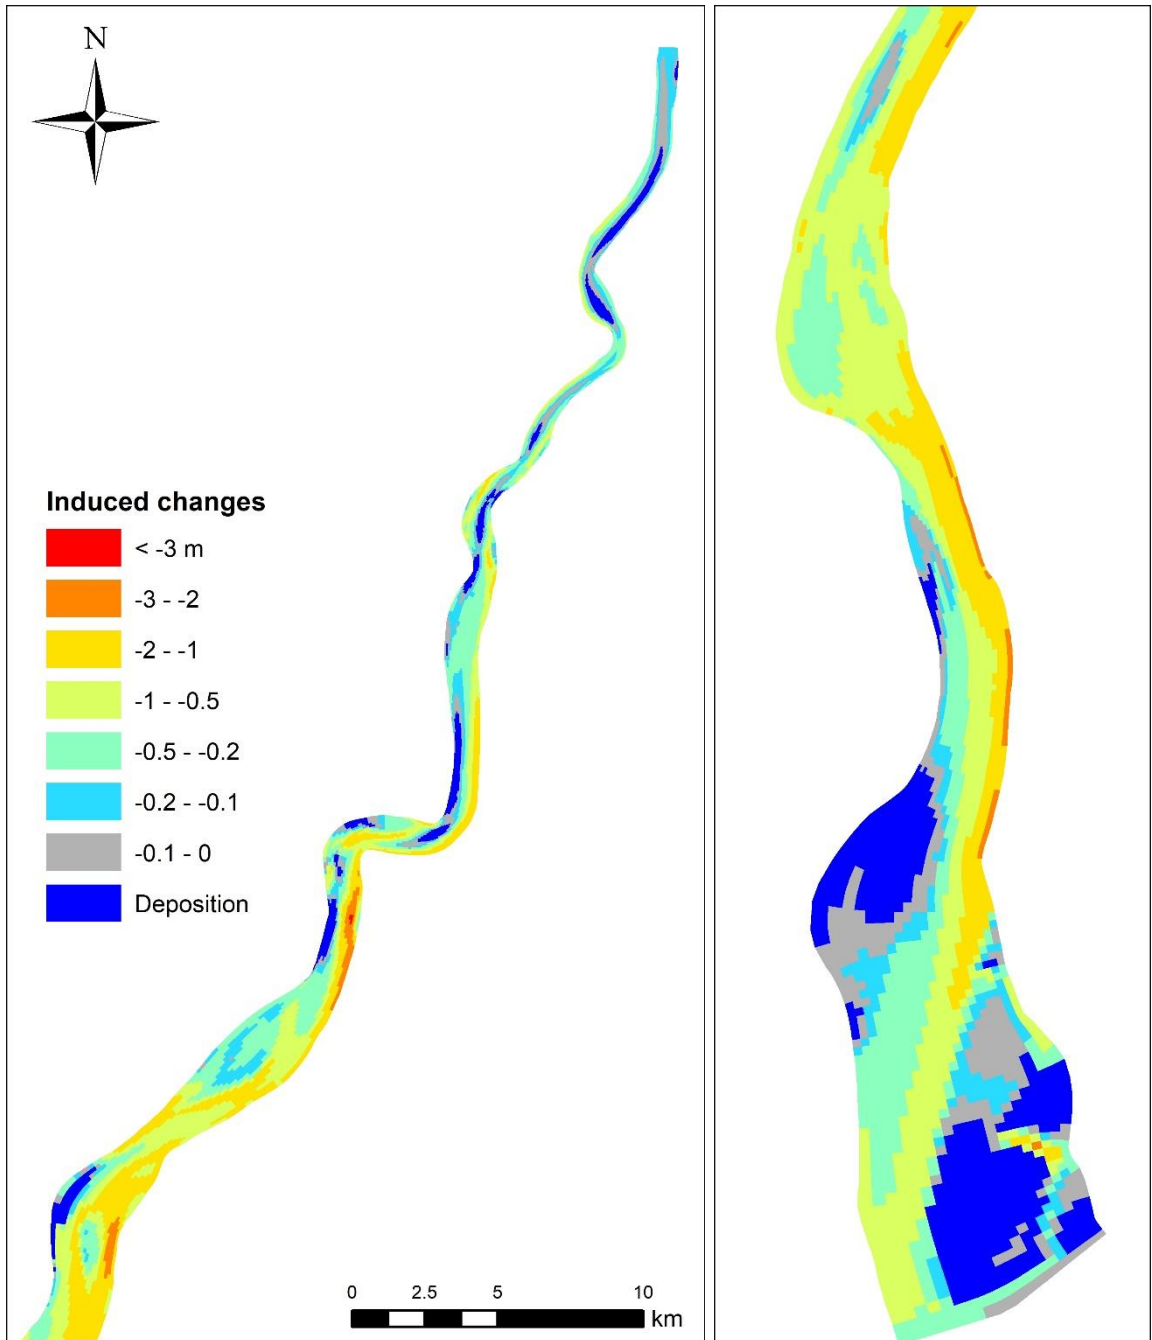 N
Induced changes
< -3 m
-3 - -2
-2 - -1
-1 - -0.5
-0.5 - -0.2
-0.2 - -0.1
-0.1 - 0
Deposition
0 2.5 5 10
km